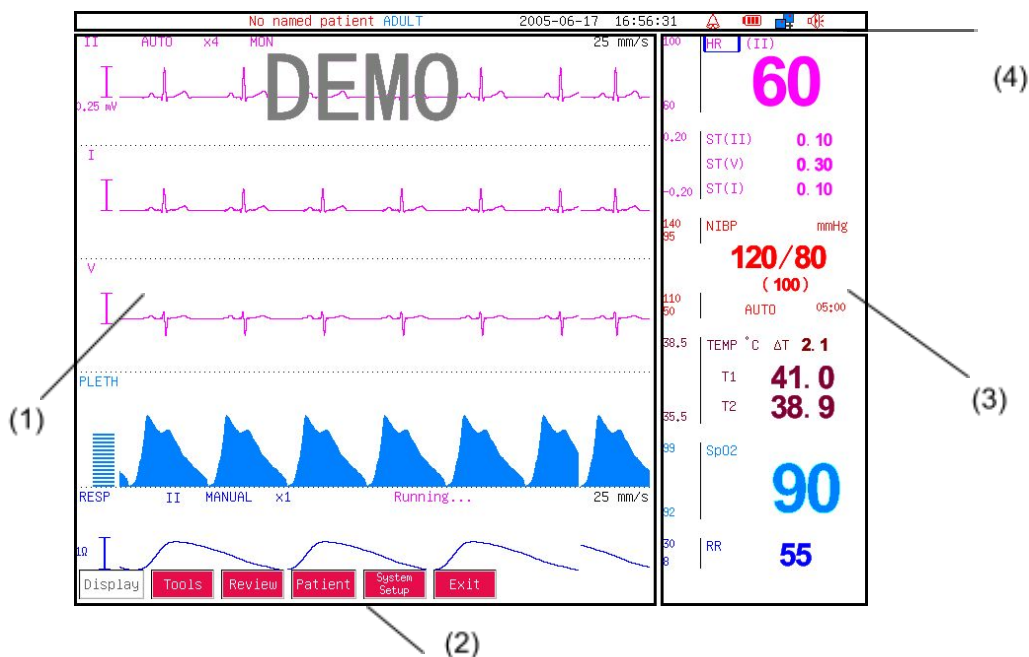 No named patient ADULT 2005-06-17 16:56:31
II AUTO x4 MON 25 mm/s
DEMO
0.25 mV
I
V
PLETH
RESP II MANUAL x1 Running... 25 mm/s
1Ω
Display Tools Review Patient System Setup Exit
100 HR (II)
60
60
0.20 ST(II) 0.10
ST(V) 0.30
-0.20 ST(I) 0.10
140 NIBP mmHg
95
120/80
(100)
110
50 AUTO 05:00
38.5 TEMP °C ΔT 2.1
T1 41.0
T2 38.9
35.5
99 SpO2
90
92
30 RR 55
8
(1)
(2)
(3)
(4)